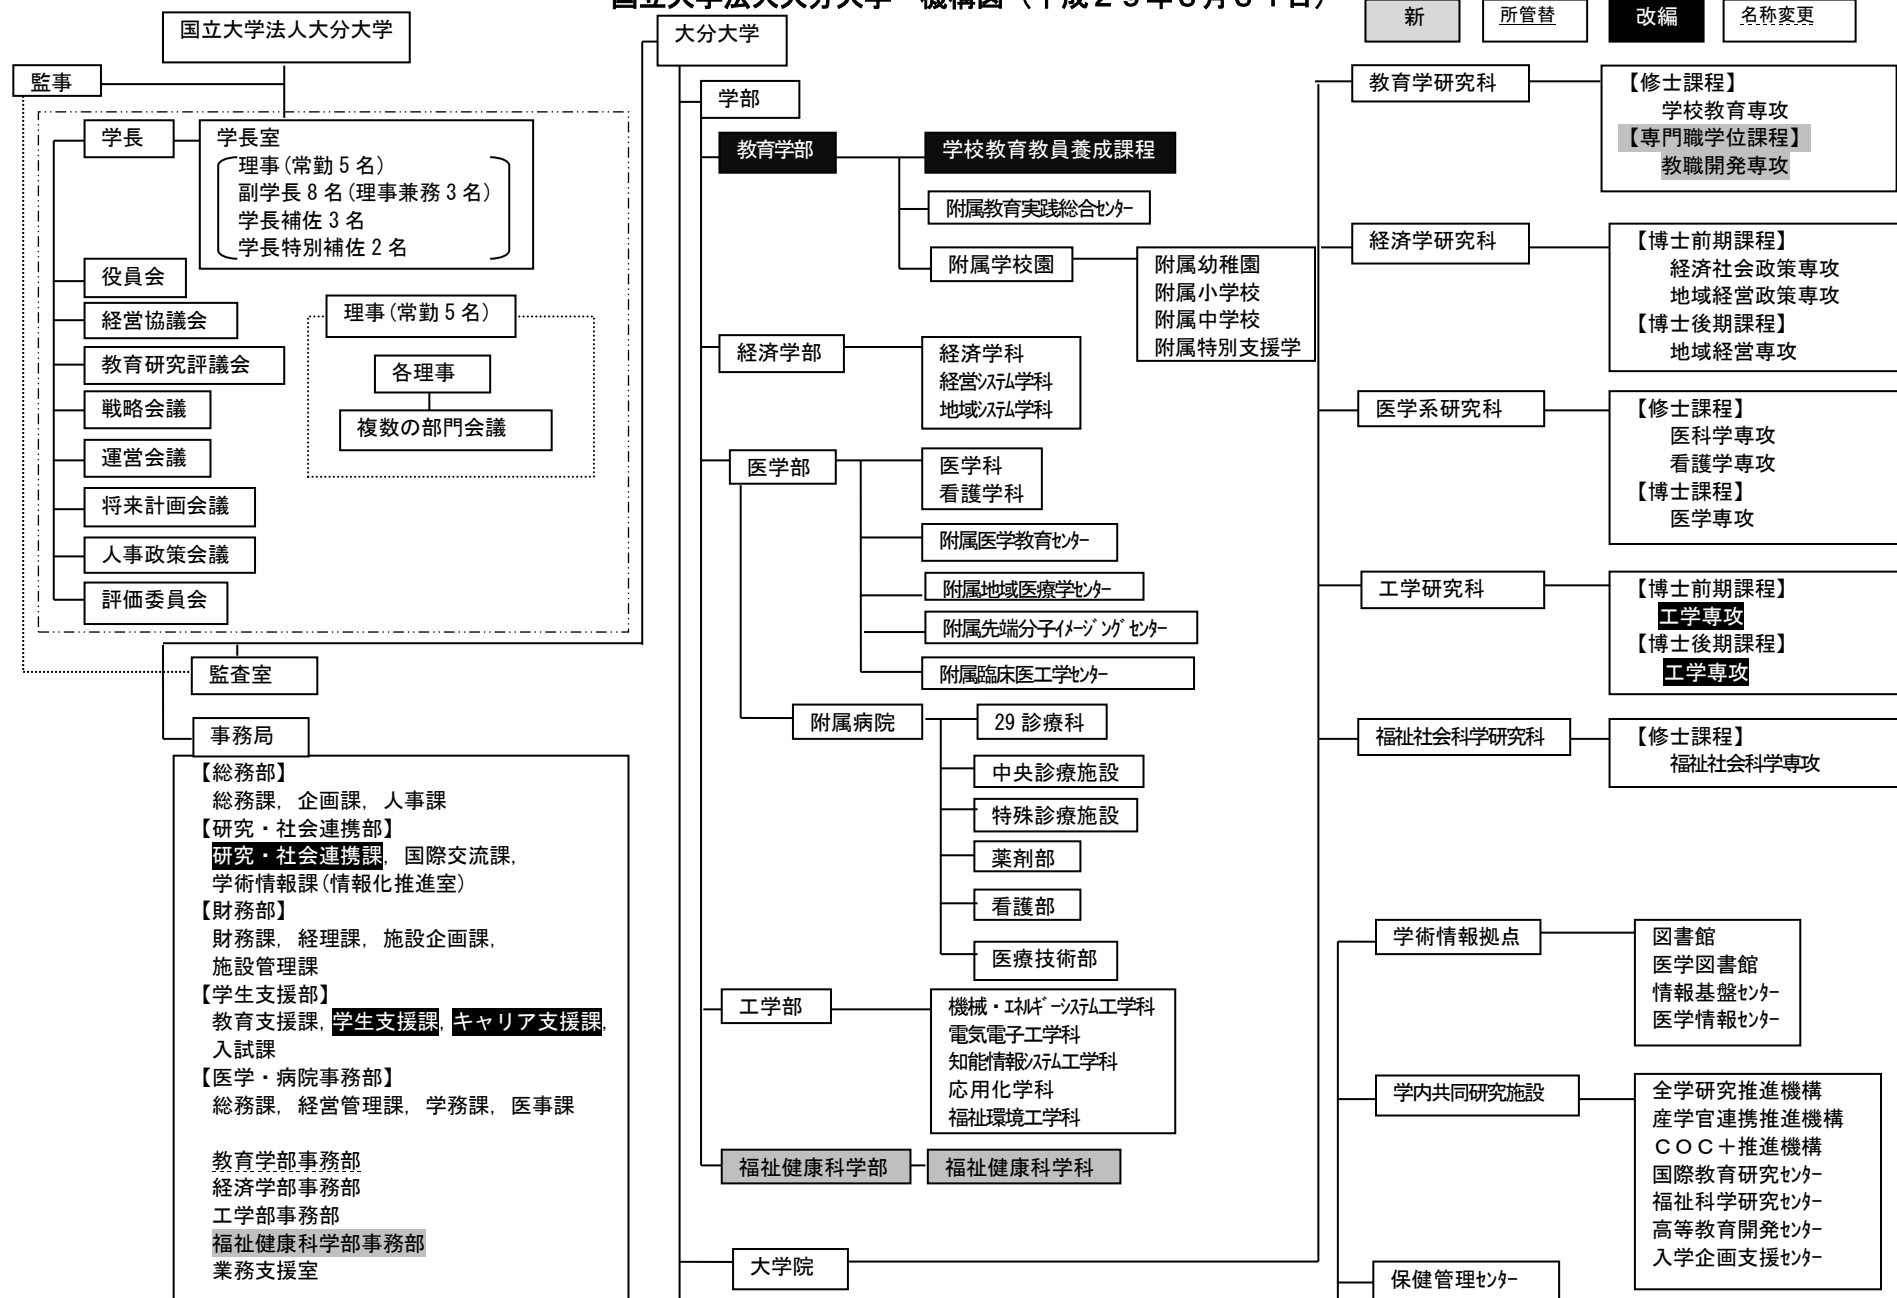 国立大学法人大分大学　機構図（平成２９年３月３１日）
新
所管替
改編
名称変更
国立大学法人大分大学
監事
学長
学長室
理事(常勤５名)
副学長８名(理事兼務３名)
学長補佐３名
学長特別補佐２名
役員会
経営協議会
教育研究評議会
戦略会議
運営会議
将来計画会議
人事政策会議
評価委員会
理事(常勤５名)
各理事
複数の部門会議
監査室
事務局
【総務部】
総務課，企画課，人事課
【研究・社会連携部】
研究・社会連携課，国際交流課，
学術情報課(情報化推進室)
【財務部】
財務課，経理課，施設企画課，
施設管理課
【学生支援部】
教育支援課，学生支援課，キャリア支援課，
入試課
【医学・病院事務部】
総務課，経営管理課，学務課，医事課
教育学部事務部
経済学部事務部
工学部事務部
福祉健康科学部事務部
業務支援室
大分大学
学部
教育学部
学校教育教員養成課程
附属教育実践総合ｾﾝﾀｰ
附属学校園
附属幼稚園
附属小学校
附属中学校
附属特別支援学
経済学部
経済学科
経営ｼｽﾃﾑ学科
地域ｼｽﾃﾑ学科
医学部
医学科
看護学科
附属医学教育ｾﾝﾀｰ
附属地域医療学ｾﾝﾀｰ
附属先端分子ｲﾒｰｼﾞﾝｸﾞｾﾝﾀｰ
附属臨床医工学ｾﾝﾀｰ
附属病院
29 診療科
中央診療施設
特殊診療施設
薬剤部
看護部
医療技術部
工学部
機械・ｴﾈﾙｷﾞｰｼｽﾃﾑ工学科
電気電子工学科
知能情報ｼｽﾃﾑ工学科
応用化学科
福祉環境工学科
福祉健康科学部
福祉健康科学科
大学院
教育学研究科
【修士課程】
学校教育専攻
【専門職学位課程】
教職開発専攻
経済学研究科
【博士前期課程】
経済社会政策専攻
地域経営政策専攻
【博士後期課程】
地域経営専攻
医学系研究科
【修士課程】
医科学専攻
看護学専攻
【博士課程】
医学専攻
工学研究科
【博士前期課程】
工学専攻
【博士後期課程】
工学専攻
福祉社会科学研究科
【修士課程】
福祉社会科学専攻
学術情報拠点
図書館
医学図書館
情報基盤ｾﾝﾀｰ
医学情報ｾﾝﾀｰ
学内共同研究施設
全学研究推進機構
産学官連携推進機構
ＣＯＣ＋推進機構
国際教育研究ｾﾝﾀｰ
福祉科学研究ｾﾝﾀｰ
高等教育開発ｾﾝﾀｰ
入学企画支援ｾﾝﾀｰ
保健管理ｾﾝﾀｰ